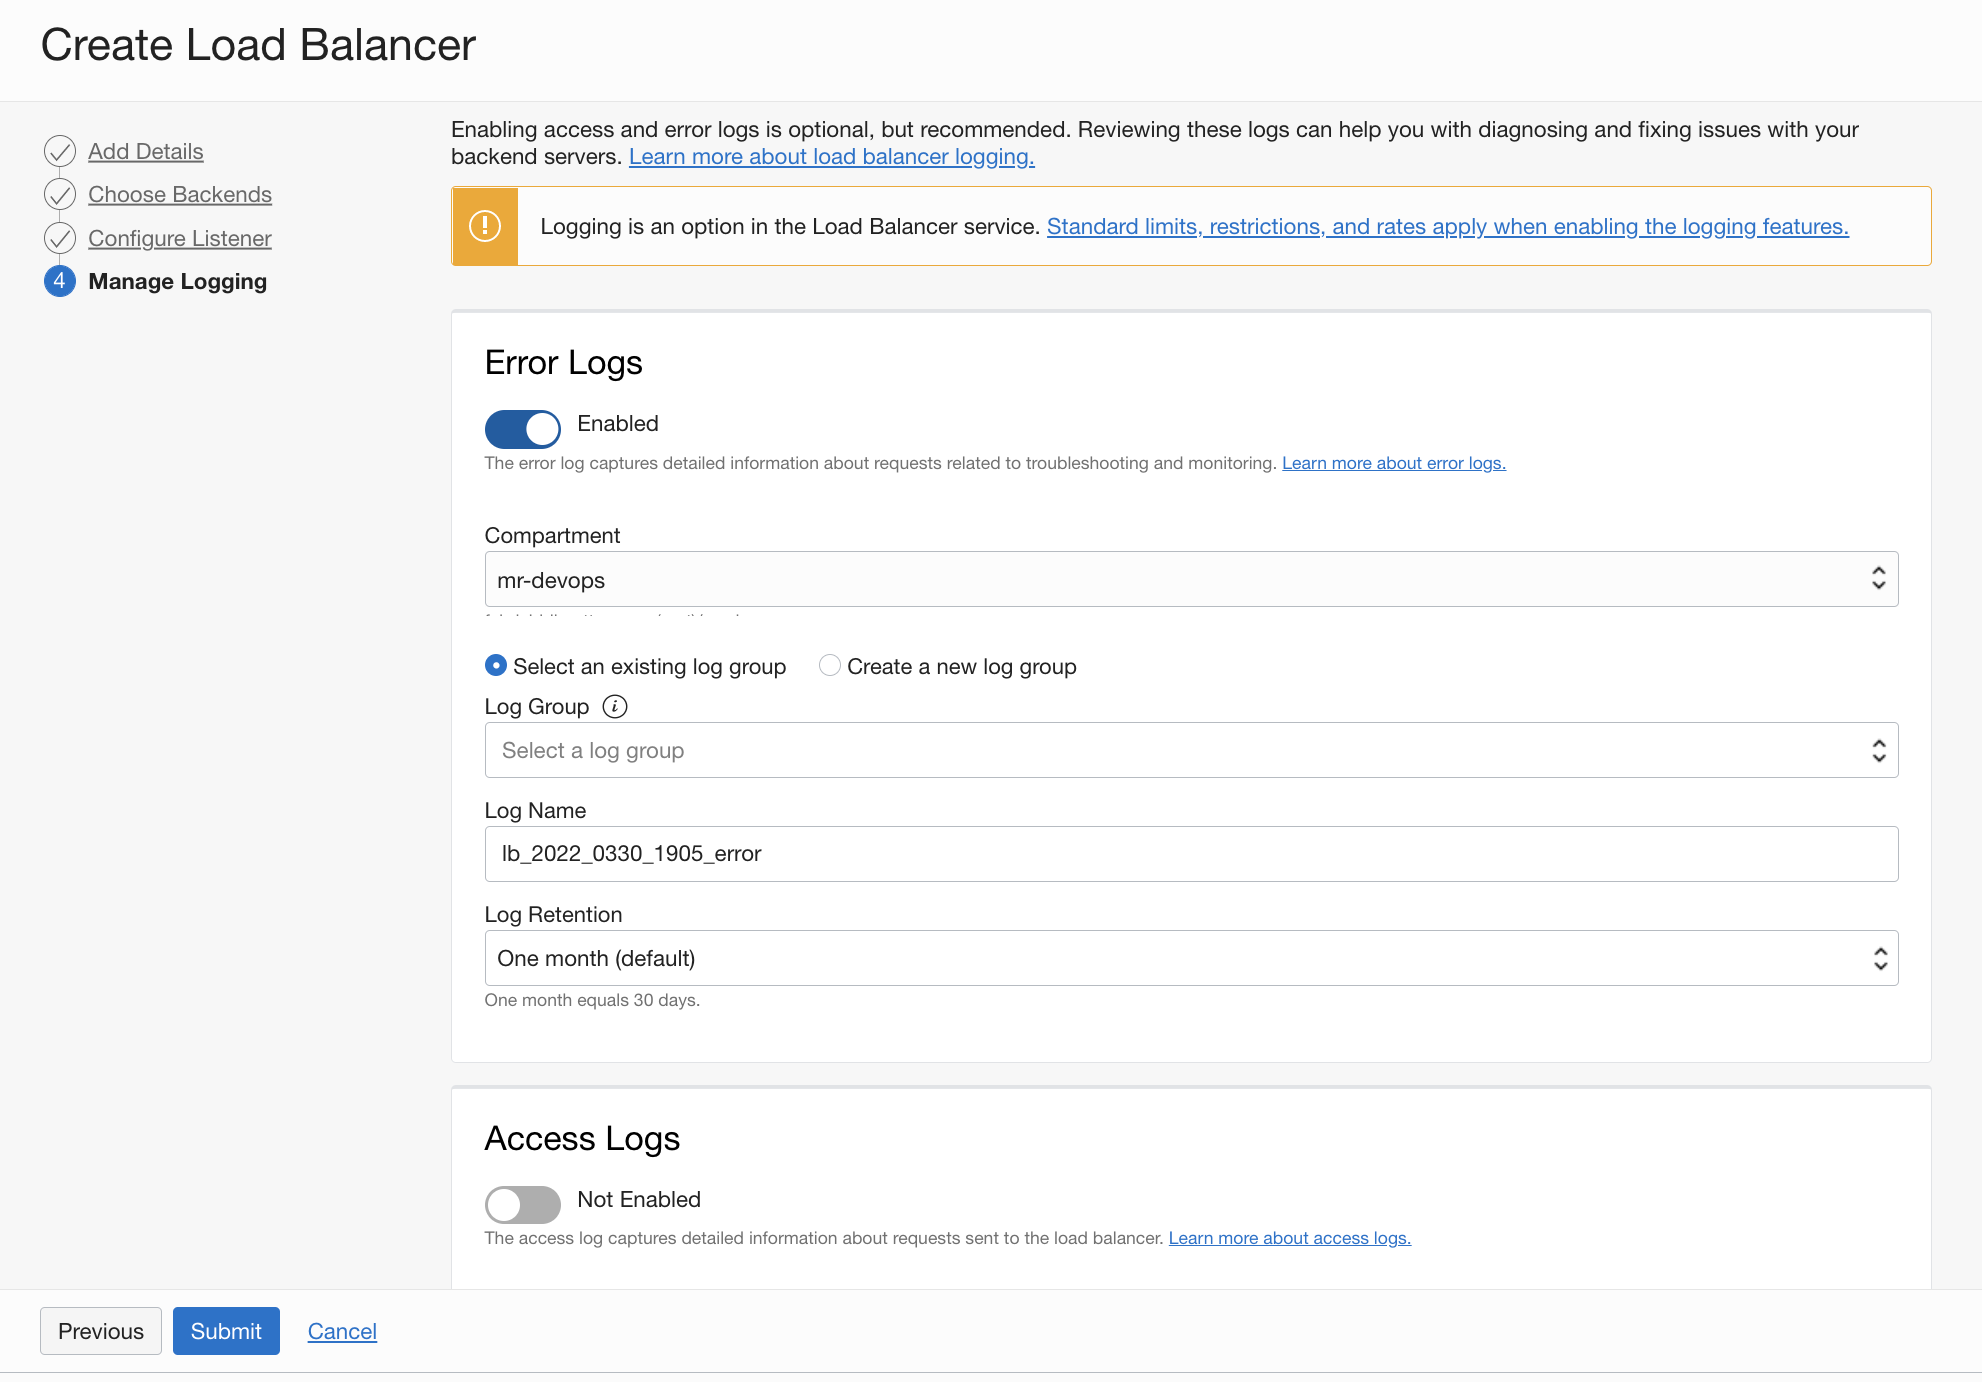 Create Load Balancer
Add Details
Choose Backends
Configure Listener
4 Manage Logging
Enabling access and error logs is optional, but recommended. Reviewing these logs can help you with diagnosing and fixing issues with your
backend servers. Learn more about load balancer logging.
Logging is an option in the Load Balancer service. Standard limits, restrictions, and rates apply when enabling the logging features.
Error Logs
Enabled
The error log captures detailed information about requests related to troubleshooting and monitoring. Learn more about error logs.
Compartment
mr-devops
Select an existing log group Create a new log group
Log Group i
Select a log group
Log Name
lb_2022_0330_1905_error
Log Retention
One month (default)
One month equals 30 days.
Access Logs
Not Enabled
The access log captures detailed information about requests sent to the load balancer. Learn more about access logs.
Previous Submit Cancel